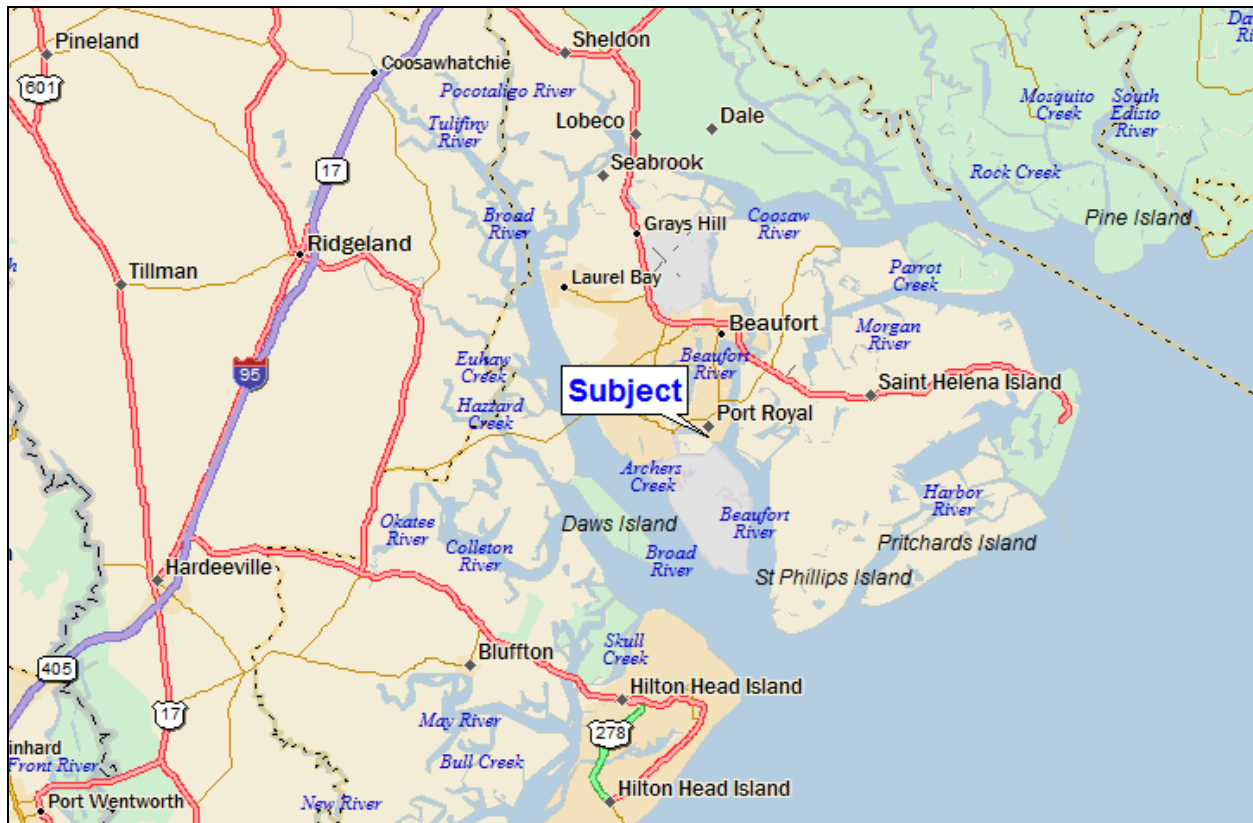 Pineland
601
Coosawhatchie
Sheldon
Pocotaligo River
Tulifiny
River
Lobeco
Dale
Mosquito
Creek
South
Edisto
River
17
Seabrook
Rock Creek
Pine Island
Broad
River
Grays Hill
Coosaw
River
Ridgeland
Tillman
Laurel Bay
Parrot
Creek
Beaufort
Morgan
River
95
Euhaw
Creek
Beaufort
River
Subject
Saint Helena Island
Hazzard
Creek
Port Royal
Archers
Creek
Harbor
River
Okatee
River
Daws Island
Beaufort
River
Colleton
River
Broad
River
Pritchards Island
Hardeeville
St Phillips Island
Bluffton
Skull
Creek
405
Hilton Head Island
17
May River
278
inhard
Front River
Bull Creek
Port Wentworth
New River
Hilton Head Island